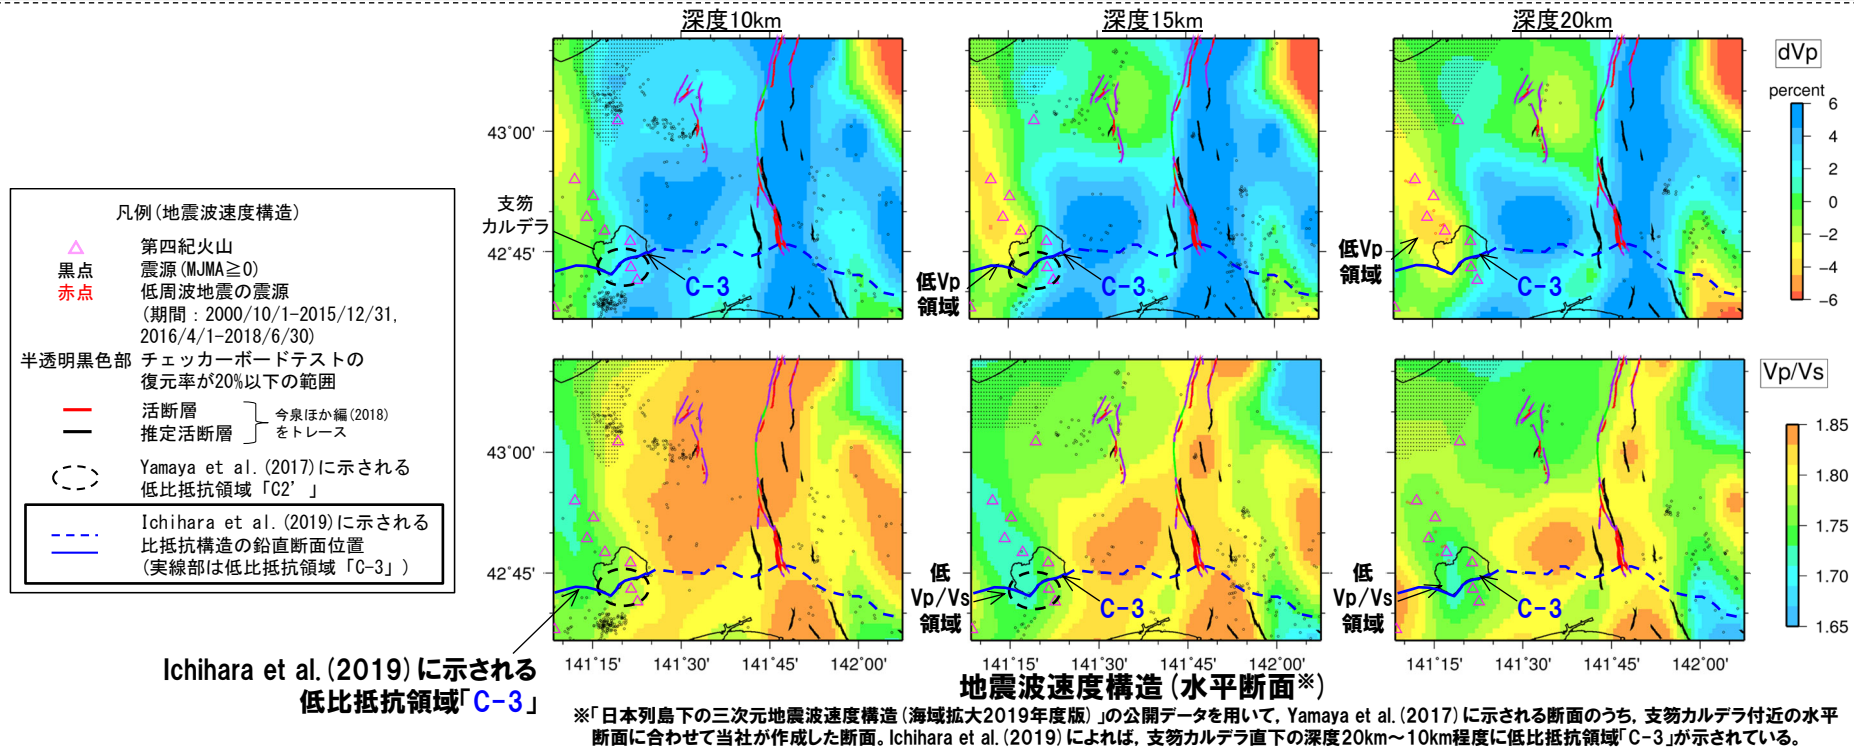 深度10km
深度15km
深度20km
dVp
percent
6
4
2
0
−2
−4
−6
43°00'
42°45'
支笏
カルデラ
C-3
低Vp
領域
C-3
低Vp
領域
C-3
凡例(地震波速度構造)
第四紀火山
黒点 震源(MJMA≧0)
赤点 低周波地震の震源
(期間：2000/10/1-2015/12/31,
2016/4/1-2018/6/30)
半透明黒色部 チェッカーボードテストの
復元率が20%以下の範囲
活断層
推定活断層
今泉ほか編(2018)
をトレース
Yamaya et al.(2017)に示される
低比抵抗領域「C2’」
Ichihara et al.(2019)に示される
比抵抗構造の鉛直断面位置
(実線部は低比抵抗領域「C-3」)
Vp/Vs
1.85
1.80
1.75
1.70
1.65
43°00'
42°45'
低
Vp/Vs
領域
C-3
低
Vp/Vs
領域
C-3
141°15' 141°30' 141°45' 142°00'
141°15' 141°30' 141°45' 142°00'
141°15' 141°30' 141°45' 142°00'
Ichihara et al.(2019)に示される
低比抵抗領域「C-3」
地震波速度構造(水平断面※)
※「日本列島下の三次元地震波速度構造(海域拡大2019年度版)」の公開データを用いて，Yamaya et al.(2017)に示される断面のうち，支笏カルデラ付近の水平
断面に合わせて当社が作成した断面。Ichihara et al.(2019)によれば，支笏カルデラ直下の深度20km～10km程度に低比抵抗領域「C-3」が示されている。